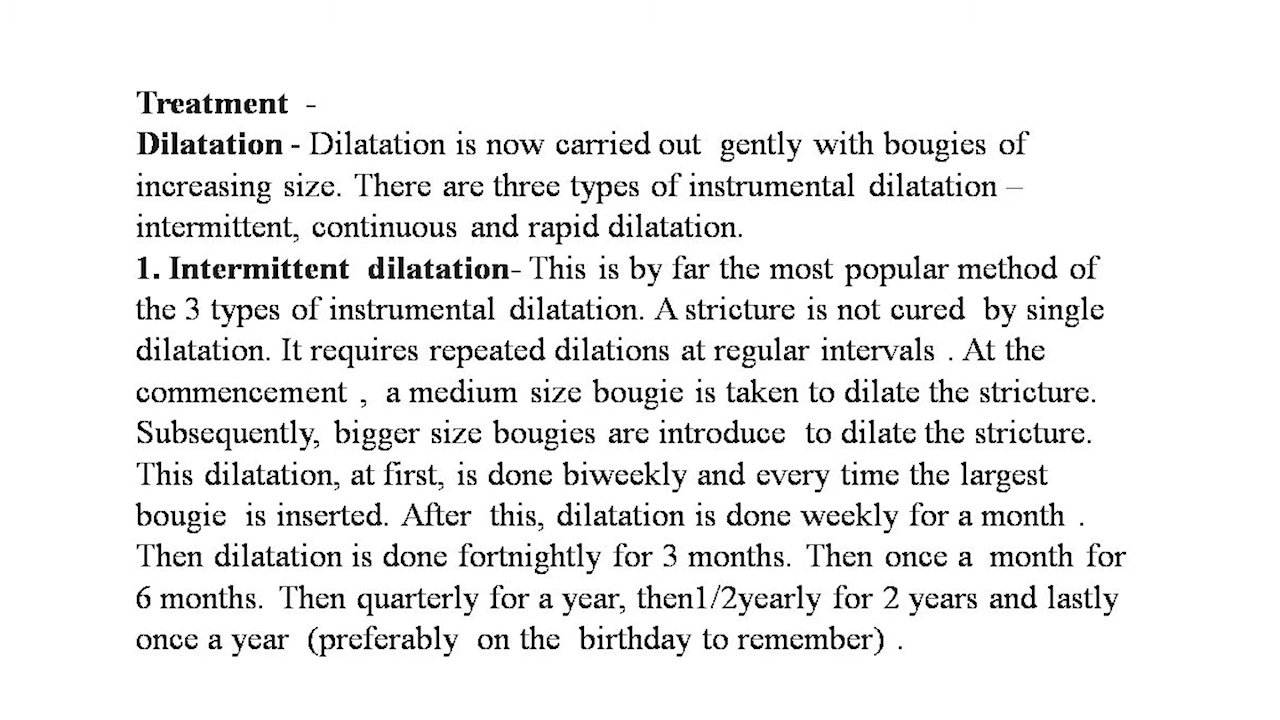 Treatment -
Dilatation - Dilatation is now carried out gently with bougies of
increasing size. There are three types of instrumental dilatation –
intermittent, continuous and rapid dilatation.
1. Intermittent dilatation- This is by far the most popular method of
the 3 types of instrumental dilatation. A stricture is not cured by single
dilatation. It requires repeated dilations at regular intervals . At the
commencement , a medium size bougie is taken to dilate the stricture.
Subsequently, bigger size bougies are introduce to dilate the stricture.
This dilatation, at first, is done biweekly and every time the largest
bougie is inserted. After this, dilatation is done weekly for a month .
Then dilatation is done fortnightly for 3 months. Then once a month for
6 months. Then quarterly for a year, then1/2yearly for 2 years and lastly
once a year (preferably on the birthday to remember) .